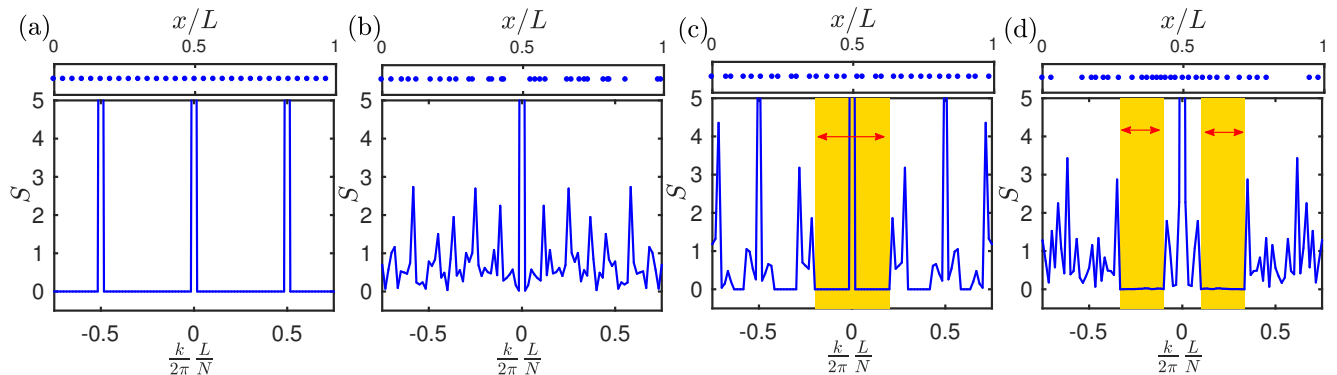 (a) x/L (b) x/L (c) x/L (d) x/L
0 0.5 1 0 0.5 1 0 0.5 1 0 0.5 1
5 5 5 5
4 4 4 4
3 3 3 3
S S S S
2 2 2 2
1 1 1 1
0 0 0 0
-0.5 0 0.5 -0.5 0 0.5 -0.5 0 0.5 -0.5 0 0.5
k/2π L/N k/2π L/N k/2π L/N k/2π L/N